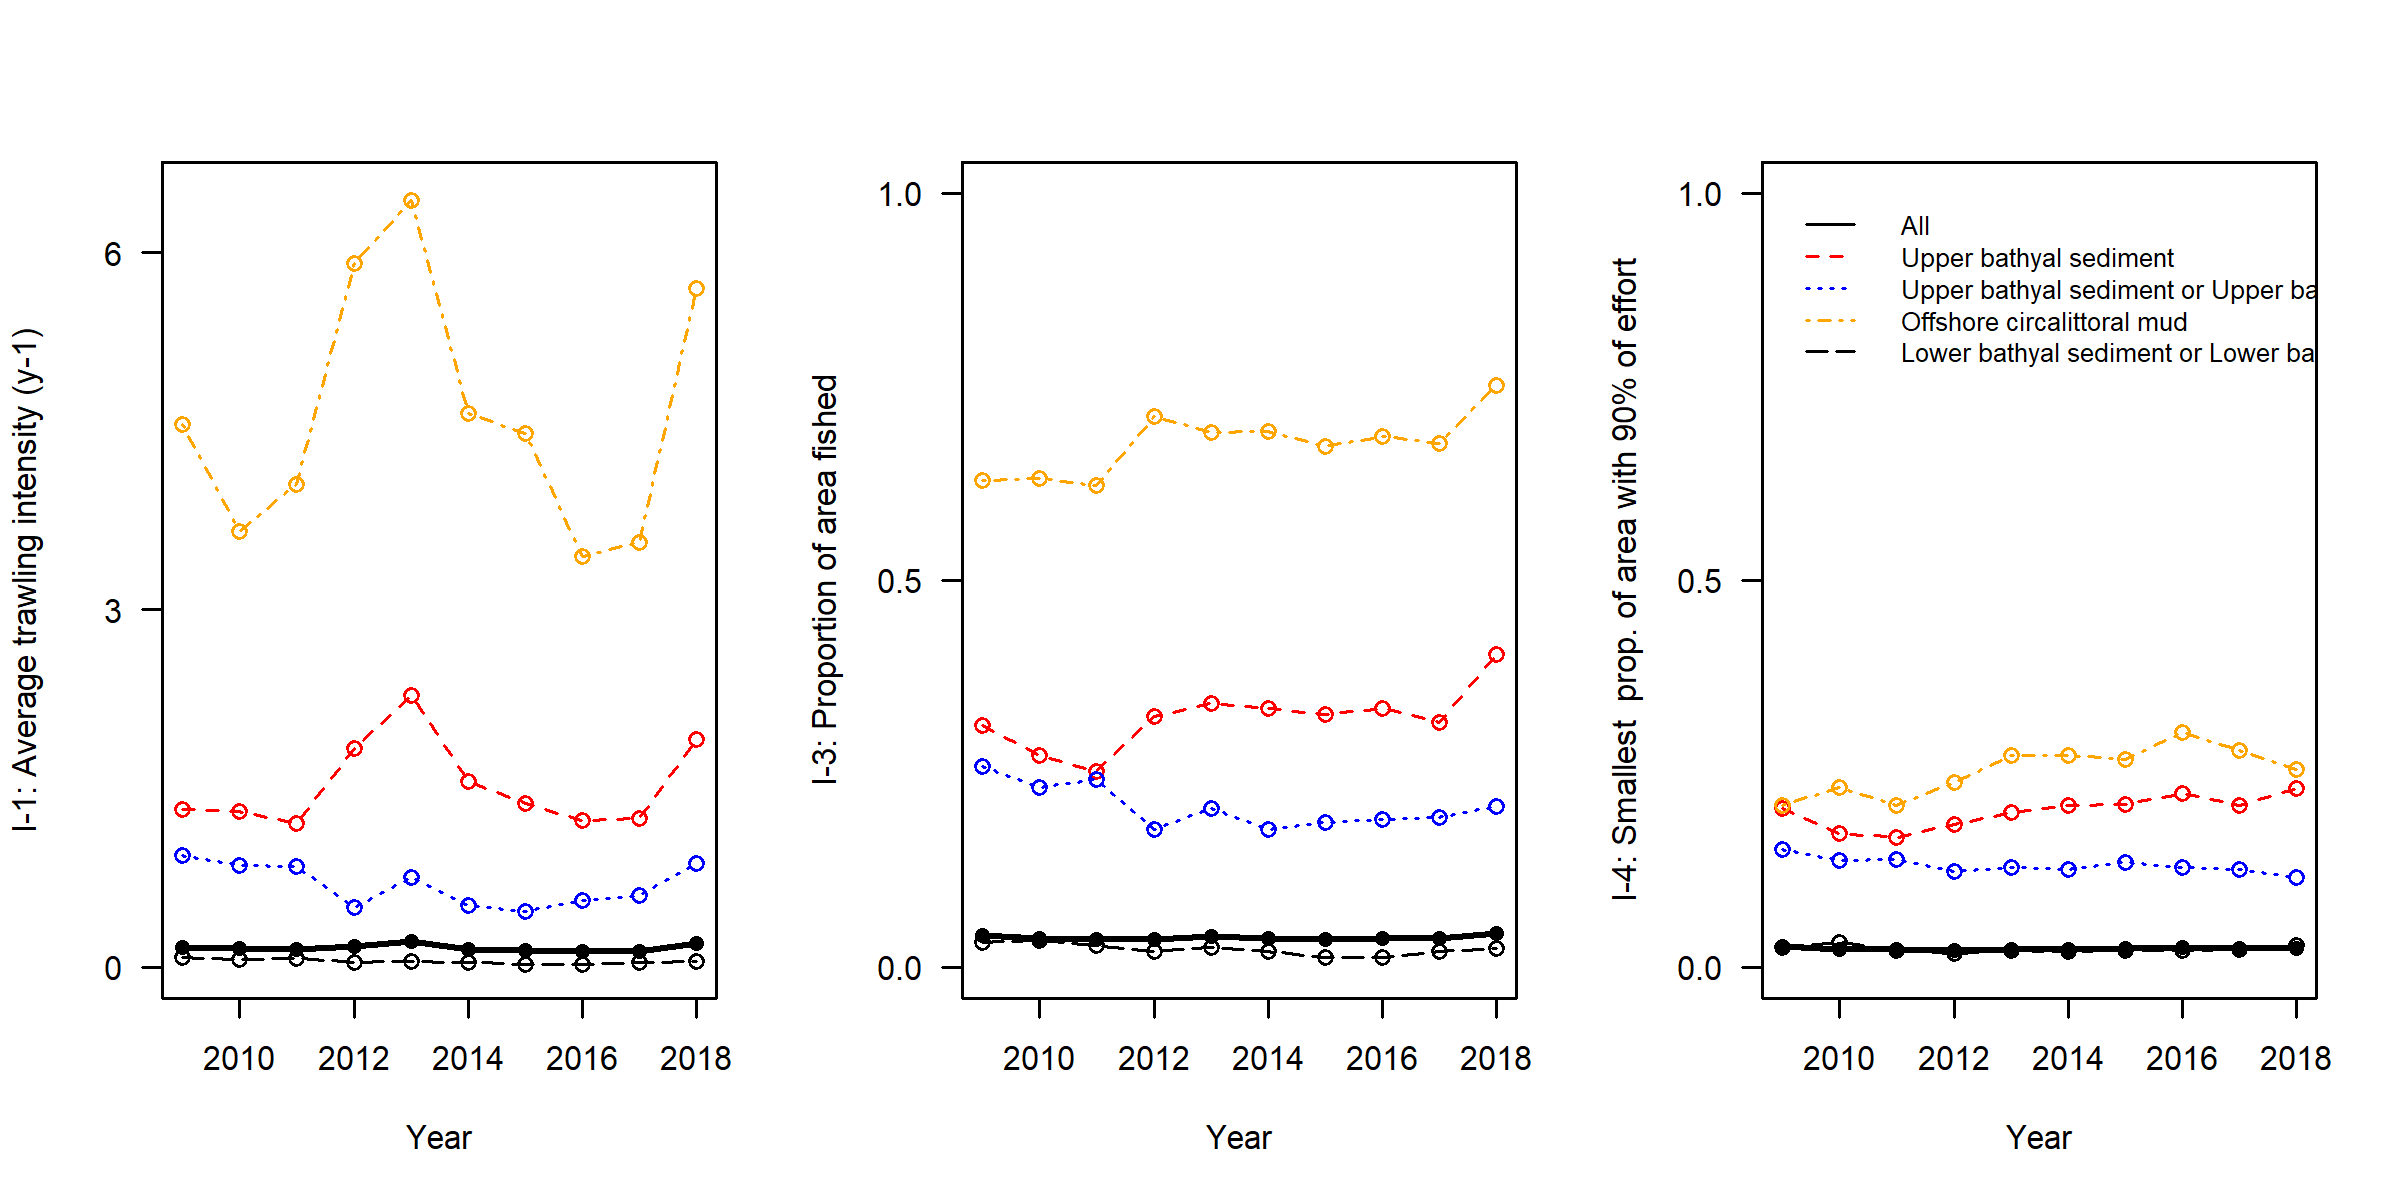 I-1: Average trawling intensity (y-1)
6
3
0
2010 2012 2014 2016 2018
Year
I-3: Proportion of area fished
1.0
0.5
0.0
2010 2012 2014 2016 2018
Year
I-4: Smallest prop. of area with 90% of effort
1.0
0.5
0.0
All
Upper bathyal sediment
Upper bathyal sediment or Upper ba
Offshore circalittoral mud
Lower bathyal sediment or Lower ba
2010 2012 2014 2016 2018
Year